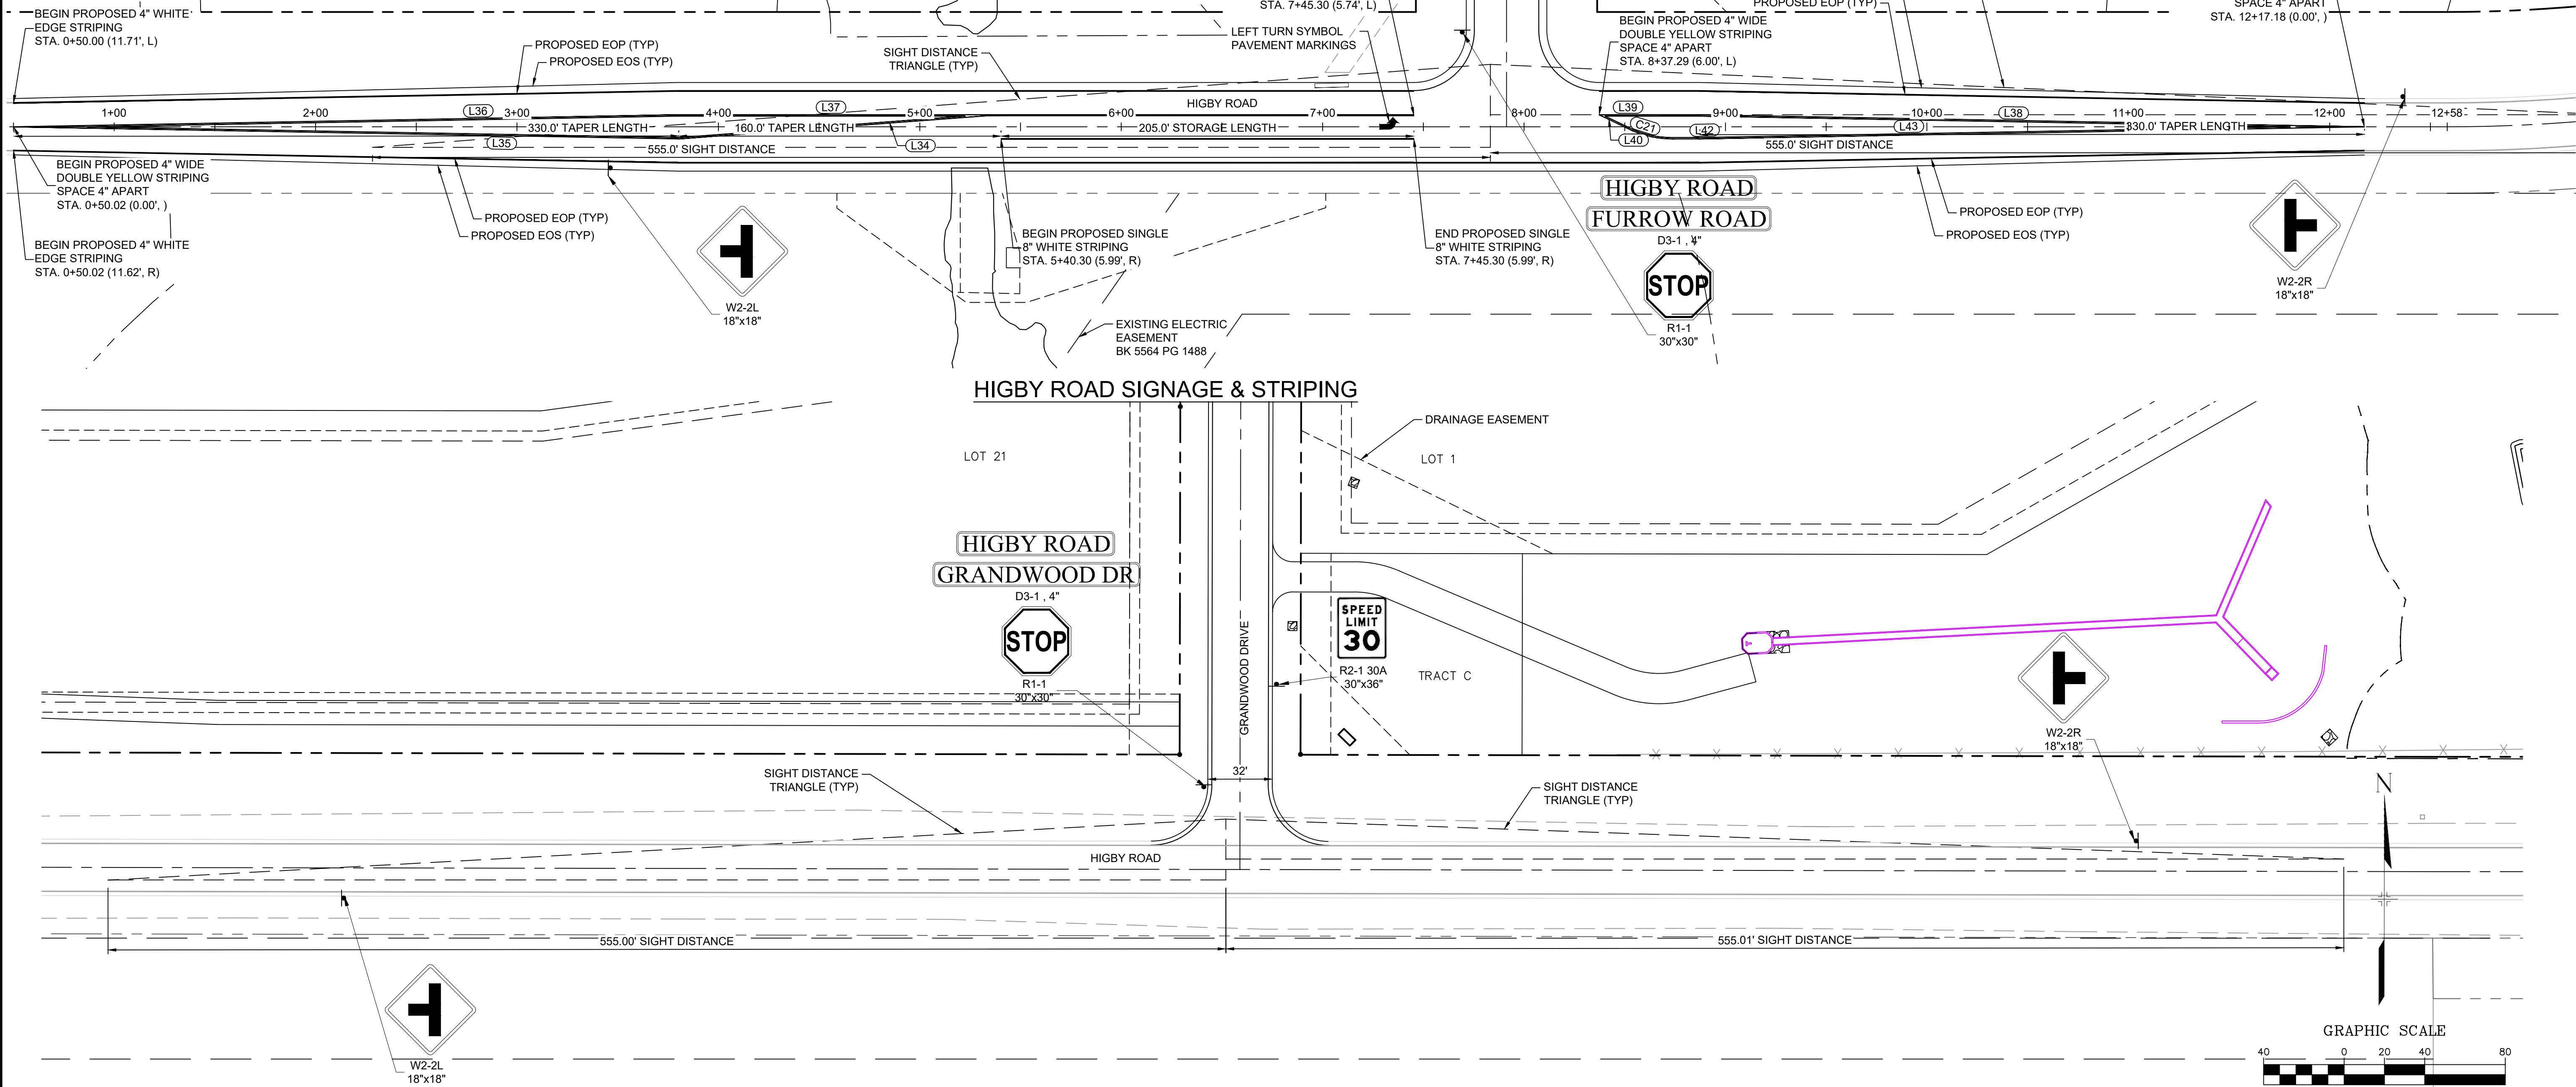 BEGIN PROPOSED 4" WHITE
EDGE STRIPING
STA. 0+50.00 (11.71', L)
PROPOSED EOP (TYP)
PROPOSED EOS (TYP)
SIGHT DISTANCE
TRIANGLE (TYP)
STA. 7+45.30 (5.74', L)
LEFT TURN SYMBOL
PAVEMENT MARKINGS
BEGIN PROPOSED 4" WIDE
DOUBLE YELLOW STRIPING
SPACE 4" APART
STA. 8+37.29 (6.00', L)
PROPOSED EOP (TYP)
SPACE 4" APART
STA. 12+17.18 (0.00', )
HIGBY ROAD
L36
L37
L39
L38
1+00
2+00
3+00
4+00
5+00
6+00
7+00
8+00
9+00
10+00
11+00
12+00
12+58
330.0' TAPER LENGTH
160.0' TAPER LENGTH
205.0' STORAGE LENGTH
C21
L42
L43
330.0' TAPER LENGTH
L35
L34
L40
555.0' SIGHT DISTANCE
555.0' SIGHT DISTANCE
BEGIN PROPOSED 4" WIDE
DOUBLE YELLOW STRIPING
SPACE 4" APART
STA. 0+50.02 (0.00', )
BEGIN PROPOSED 4" WHITE
EDGE STRIPING
STA. 0+50.02 (11.62', R)
PROPOSED EOP (TYP)
PROPOSED EOS (TYP)
W2-2L
18"x18"
BEGIN PROPOSED SINGLE
8" WHITE STRIPING
STA. 5+40.30 (5.99', R)
EXISTING ELECTRIC
EASEMENT
BK 5564 PG 1488
END PROPOSED SINGLE
8" WHITE STRIPING
STA. 7+45.30 (5.99', R)
HIGBY ROAD
FURROW ROAD
D3-1 , 4"
STOP
R1-1
30"x30"
PROPOSED EOP (TYP)
PROPOSED EOS (TYP)
W2-2R
18"x18"
HIGBY ROAD SIGNAGE & STRIPING
LOT 21
DRAINAGE EASEMENT
LOT 1
HIGBY ROAD
GRANDWOOD DR
D3-1 , 4"
STOP
R1-1
30"x30"
GRANDWOOD DRIVE
SPEED
LIMIT
30
R2-1 30A
30"x36"
TRACT C
W2-2R
18"x18"
32'
SIGHT DISTANCE
TRIANGLE (TYP)
SIGHT DISTANCE
TRIANGLE (TYP)
HIGBY ROAD
555.00' SIGHT DISTANCE
555.01' SIGHT DISTANCE
W2-2L
18"x18"
N
GRAPHIC SCALE
40 0 20 40 80